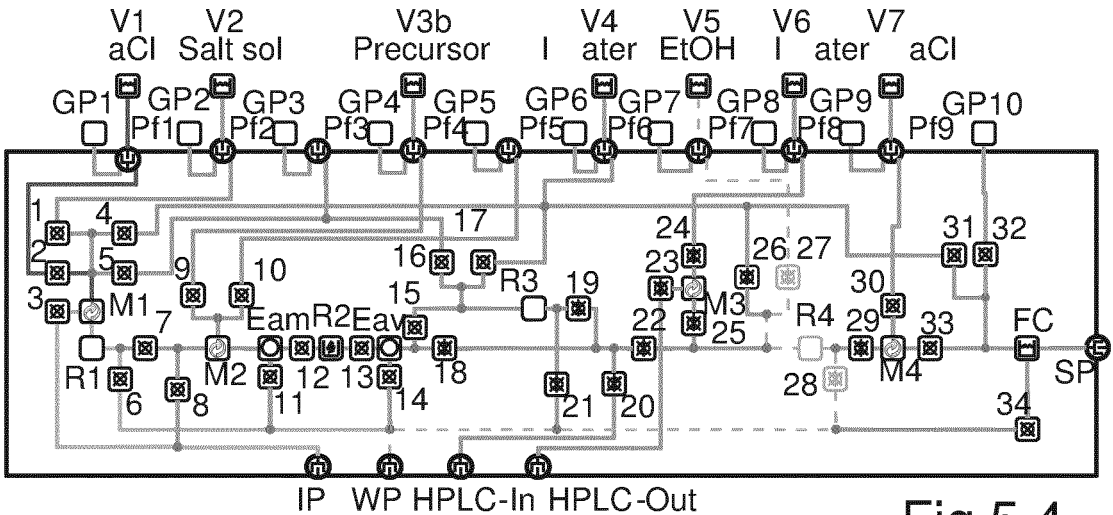 V1 V2 V3b V4 V5 V6 V7
aCl Salt sol Precursor I ater EtOH I ater aCl
GP1 GP2 GP3 GP4 GP5 GP6 GP7 GP8 GP9 GP10
Pf1 Pf2 Pf3 Pf4 Pf5 Pf6 Pf7 Pf8 Pf9
1 4 17 24 26 27 31 32
2 5 9 10 16 R3 19 23 30
3 M1 15 M3
7 Eam R2 Eav 22 25 R4 29 33 FC
R1 M2 12 13 18 M4 SP
6 8 11 14 21 20 28 34
IP WP HPLC-In HPLC-Out
Fig 5-4